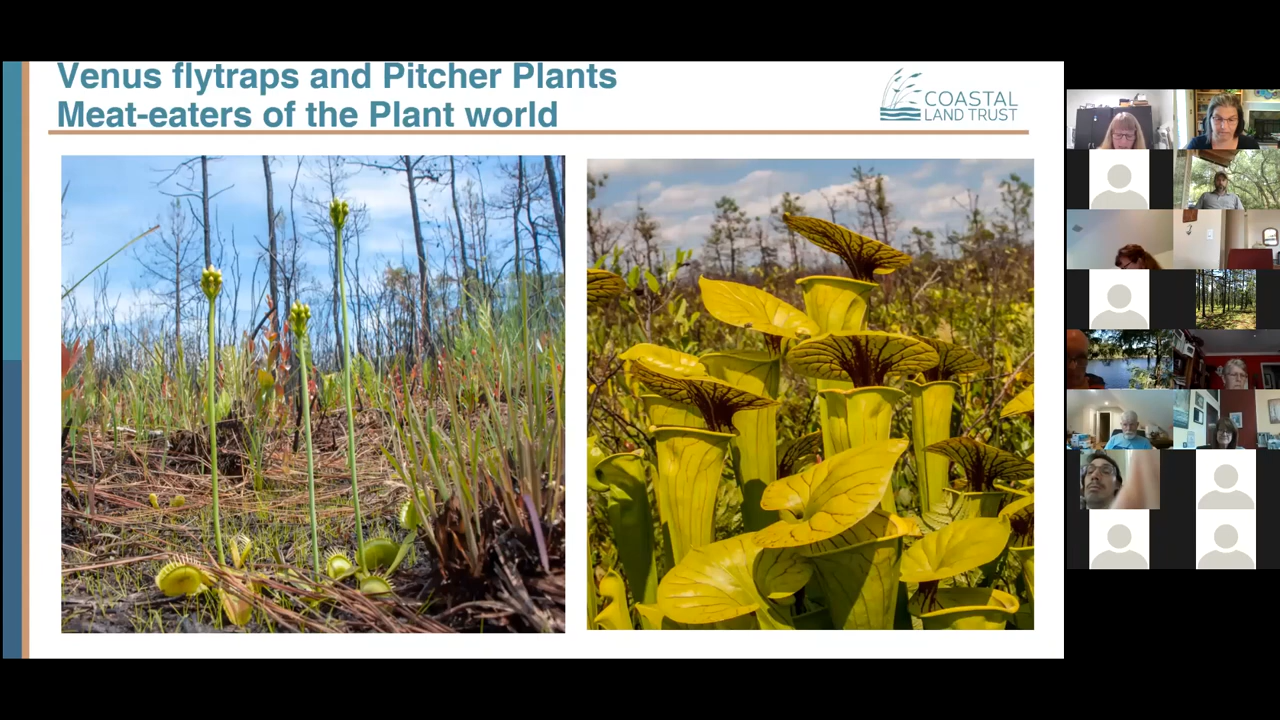 Venus flytraps and Pitcher Plants
Meat-eaters of the Plant world
COASTAL
LAND TRUST